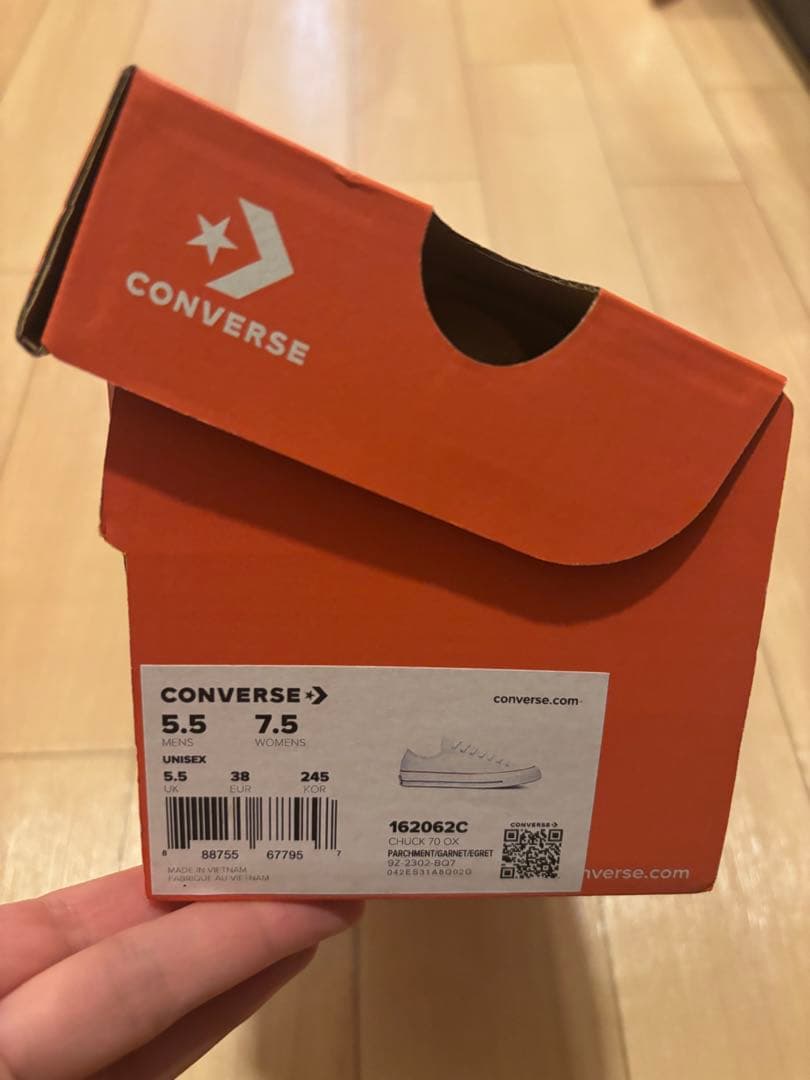 CONVERSE
CONVERSE
converse.com
5.5 7.5
MENS WOMENS
UNISEX
5.5 38 245
UK EUR KOR
8 88755 67795 7
MADE IN VIETNAM
FABRIQUE AU VIETNAM
162062C
CHUCK 70 OX
PARCHMENT/GARNET/EGRET
9Z-2302-BQ7
CONVERSE
nverse.com